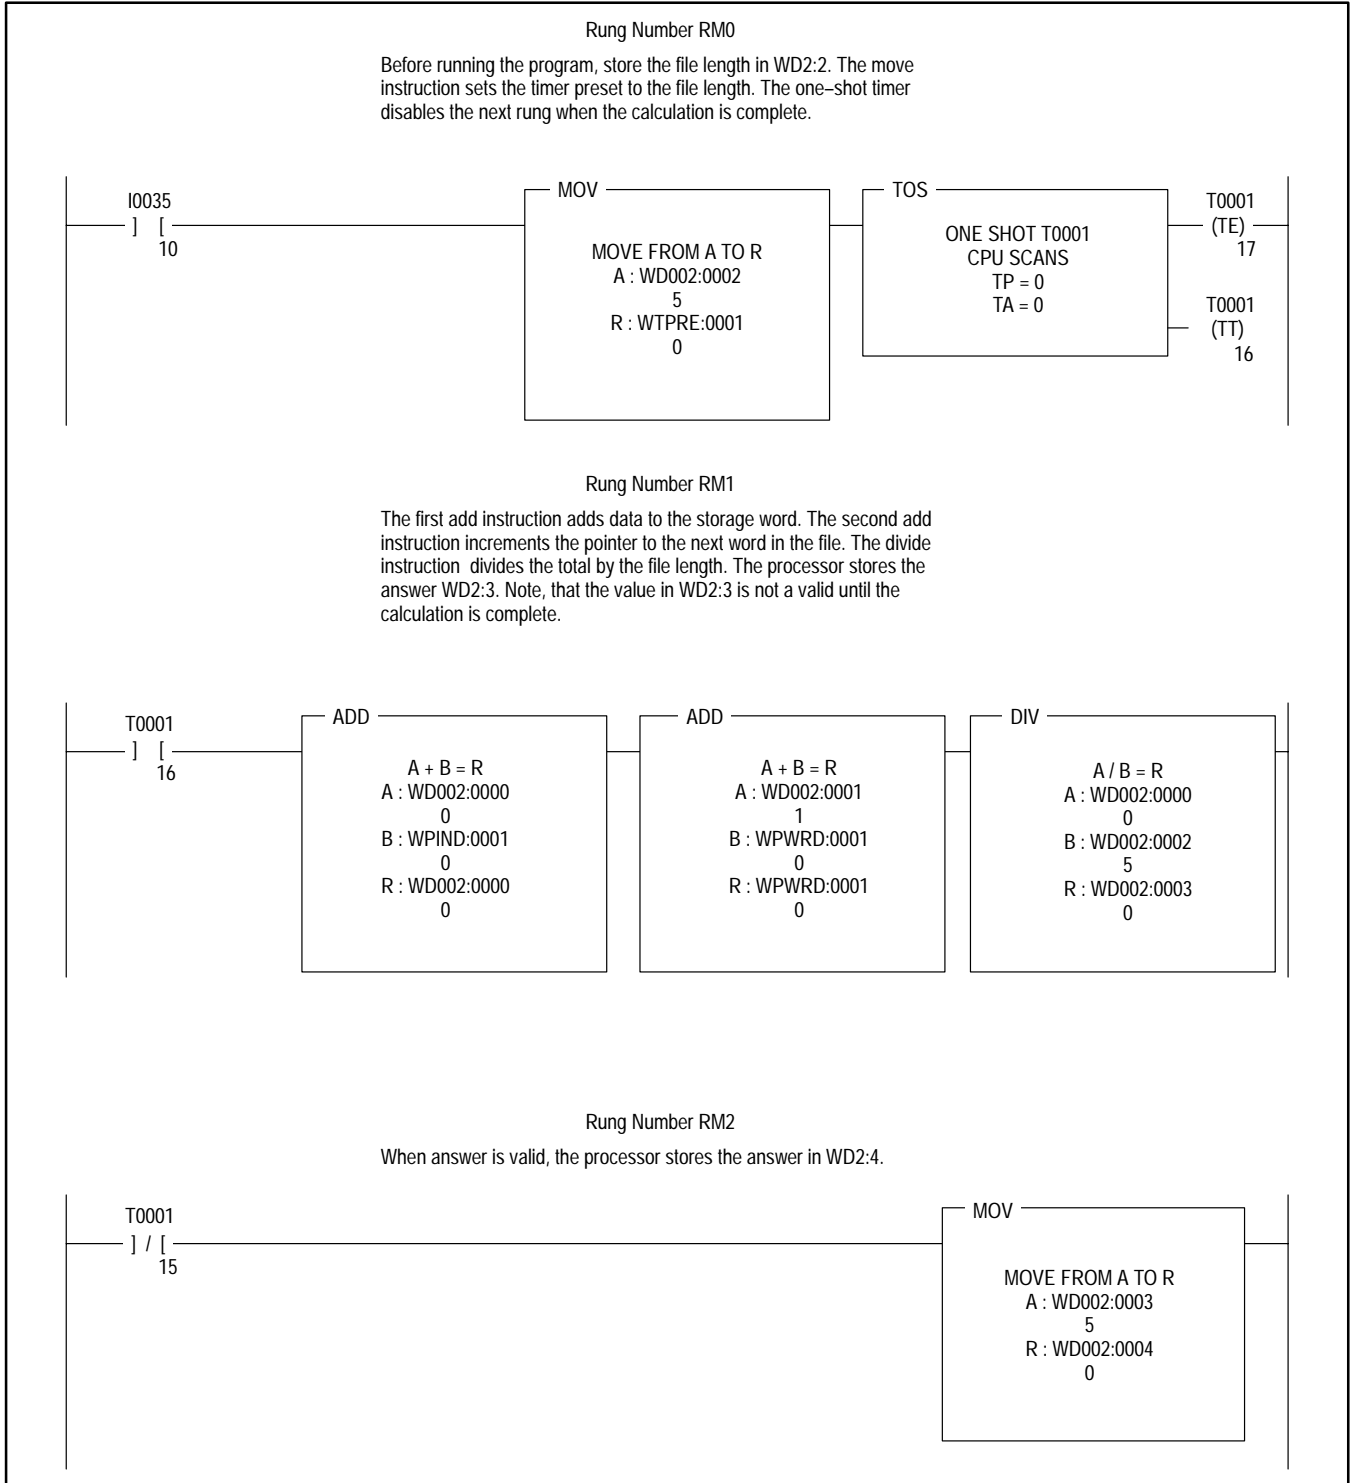 Rung Number RM0
Before running the program, store the file length in WD2:2. The move
instruction sets the timer preset to the file length. The one–shot timer
disables the next rung when the calculation is complete.
I0035
] [
10
MOV
MOVE FROM A TO R
A : WD002:0002
5
R : WTPRE:0001
0
TOS
ONE SHOT T0001
CPU SCANS
TP = 0
TA = 0
T0001
(TE)
17
T0001
(TT)
16
Rung Number RM1
The first add instruction adds data to the storage word. The second add
instruction increments the pointer to the next word in the file. The divide
instruction divides the total by the file length. The processor stores the
answer WD2:3. Note, that the value in WD2:3 is not a valid until the
calculation is complete.
T0001
] [
16
ADD
A + B = R
A : WD002:0000
0
B : WPIND:0001
0
R : WD002:0000
0
ADD
A + B = R
A : WD002:0001
1
B : WPWRD:0001
0
R : WPWRD:0001
0
DIV
A / B = R
A : WD002:0000
0
B : WD002:0002
5
R : WD002:0003
0
Rung Number RM2
When answer is valid, the processor stores the answer in WD2:4.
T0001
] / [
15
MOV
MOVE FROM A TO R
A : WD002:0003
5
R : WD002:0004
0